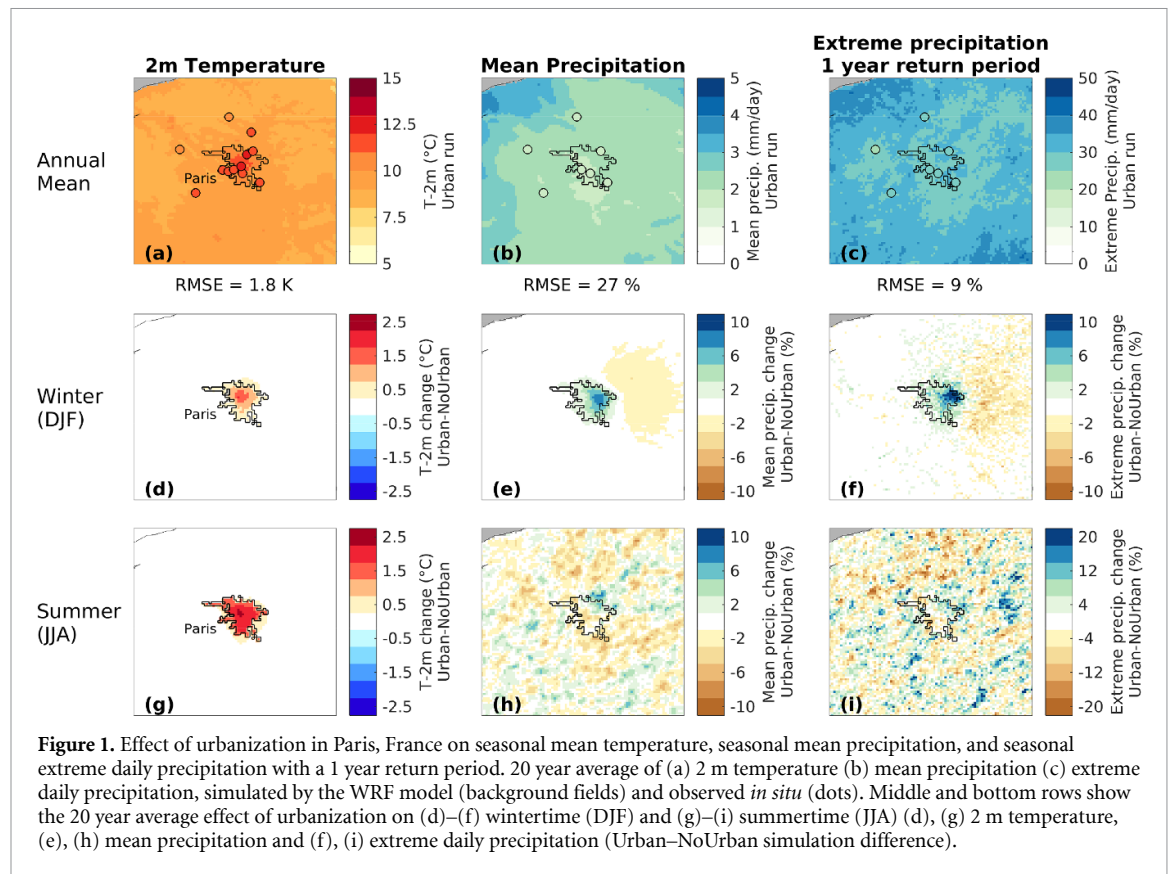 2m Temperature
Mean Precipitation
Extreme precipitation
1 year return period
Annual
Mean
Paris
(a)
15
12.5
10
7.5
5
T-2m (°C)
Urban run
(b)
5
4
3
2
1
0
Mean precip. (mm/day)
Urban run
(c)
50
40
30
20
10
0
Extreme Precip. (mm/day)
Urban run
RMSE = 1.8 K
RMSE = 27 %
RMSE = 9 %
Winter
(DJF)
Paris
(d)
2.5
1.5
0.5
-0.5
-1.5
-2.5
T-2m change (°C)
Urban-NoUrban
(e)
10
6
2
-2
-6
-10
Mean precip. change
Urban-NoUrban (%)
(f)
10
6
2
-2
-6
-10
Extreme precip. change
Urban-NoUrban (%)
Summer
(JJA)
Paris
(g)
2.5
1.5
0.5
-0.5
-1.5
-2.5
T-2m change (°C)
Urban-NoUrban
(h)
10
6
2
-2
-6
-10
Mean precip. change
Urban-NoUrban (%)
(i)
20
12
4
-4
-12
-20
Extreme precip. change
Urban-NoUrban (%)
Figure 1. Effect of urbanization in Paris, France on seasonal mean temperature, seasonal mean precipitation, and seasonal
extreme daily precipitation with a 1 year return period. 20 year average of (a) 2 m temperature (b) mean precipitation (c) extreme
daily precipitation, simulated by the WRF model (background fields) and observed in situ (dots). Middle and bottom rows show
the 20 year average effect of urbanization on (d)–(f) wintertime (DJF) and (g)–(i) summertime (JJA) (d), (g) 2 m temperature,
(e), (h) mean precipitation and (f), (i) extreme daily precipitation (Urban–NoUrban simulation difference).